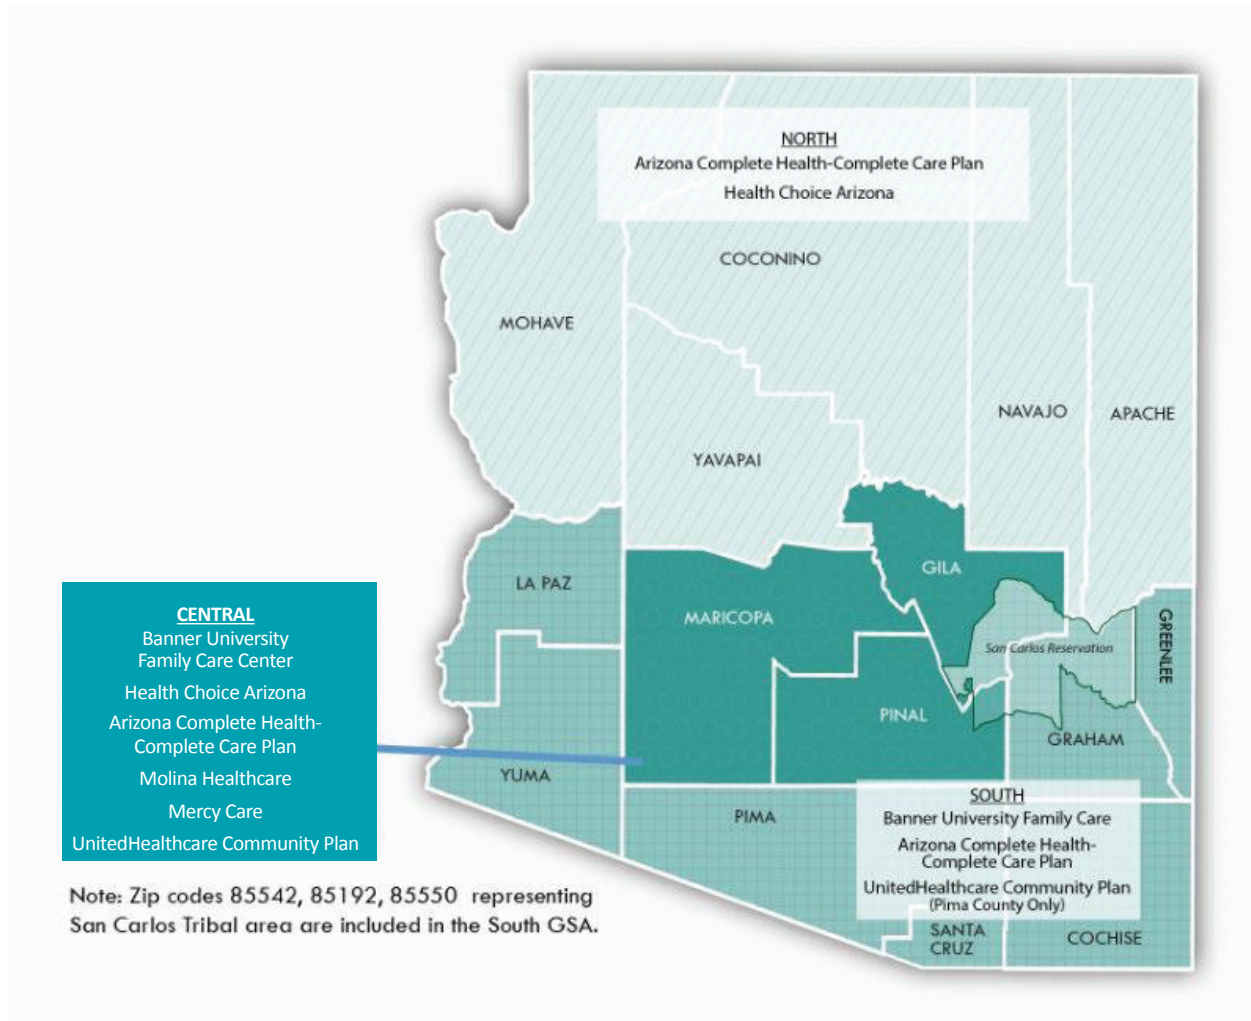 NORTH
Arizona Complete Health-Complete Care Plan
Health Choice Arizona
COCONINO
MOHAVE
NAVAJO
APACHE
YAVAPAI
GILA
LA PAZ
MARICOPA
GREENLEE
San Carlos Reservation
PINAL
GRAHAM
YUMA
PIMA
CENTRAL
Banner University
Family Care Center
Health Choice Arizona
Arizona Complete Health-
Complete Care Plan
Molina Healthcare
Mercy Care
UnitedHealthcare Community Plan
SOUTH
Banner University Family Care
Arizona Complete Health-
Complete Care Plan
UnitedHealthcare Community Plan
(Pima County Only)
SANTA
CRUZ
COCHISE
Note: Zip codes 85542, 85192, 85550 representing
San Carlos Tribal area are included in the South GSA.